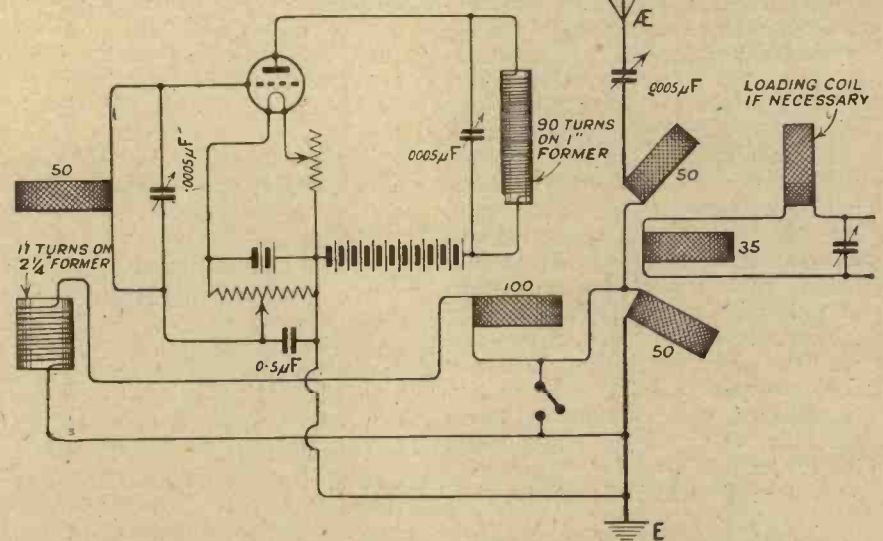 Æ
.0005µF
LOADING COIL
IF NECESSARY
50
.0005µF
.0005µF
90 TURNS
ON 1"
FORMER
50
35
17 TURNS ON
2¼" FORMER
100
50
0·5µF
E